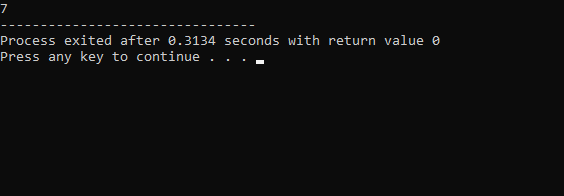 7
--------------------------------
Process exited after 0.3134 seconds with return value 0
Press any key to continue . . .